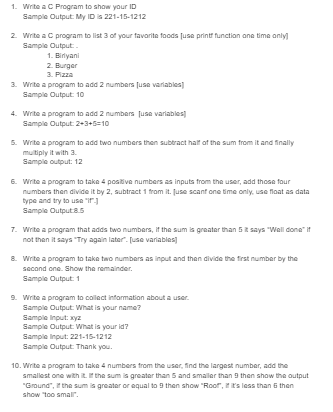 1. Write a C Program to show your ID
Sample Output: My ID is 221-15-1212
2. Write a C program to list 3 of your favorite foods [use printf function one time only]
Sample Output: .
1. Biriyani
2. Burger
3. Pizza
3. Write a program to add 2 numbers [use variables]
Sample Output: 10
4. Write a program to add 2 numbers [use variables]
Sample Output: 2+3+5=10
5. Write a program to add two numbers then subtract half of the sum from it and finally
multiply it with 3.
Sample output: 12
6. Write a program to take 4 positive numbers as inputs from the user, add those four
numbers then divide it by 2, subtract 1 from it. [use scanf one time only, use float as data
type and try to use "if".]
Sample Output:8.5
7. Write a program that adds two numbers, if the sum is greater than 5 it says "Well done" if
not then it says "Try again later". [use variables]
8. Write a program to take two numbers as input and then divide the first number by the
second one. Show the remainder.
Sample Output: 1
9. Write a program to collect information about a user.
Sample Output: What is your name?
Sample Input: xyz
Sample Output: What is your id?
Sample Input: 221-15-1212
Sample Output: Thank you.
10. Write a program to take 4 numbers from the user, find the largest number, add the
smallest one with it. If the sum is greater than 5 and smaller than 9 then show the output
"Ground", if the sum is greater or equal to 9 then show "Roof", if it's less than 6 then
show "too small".